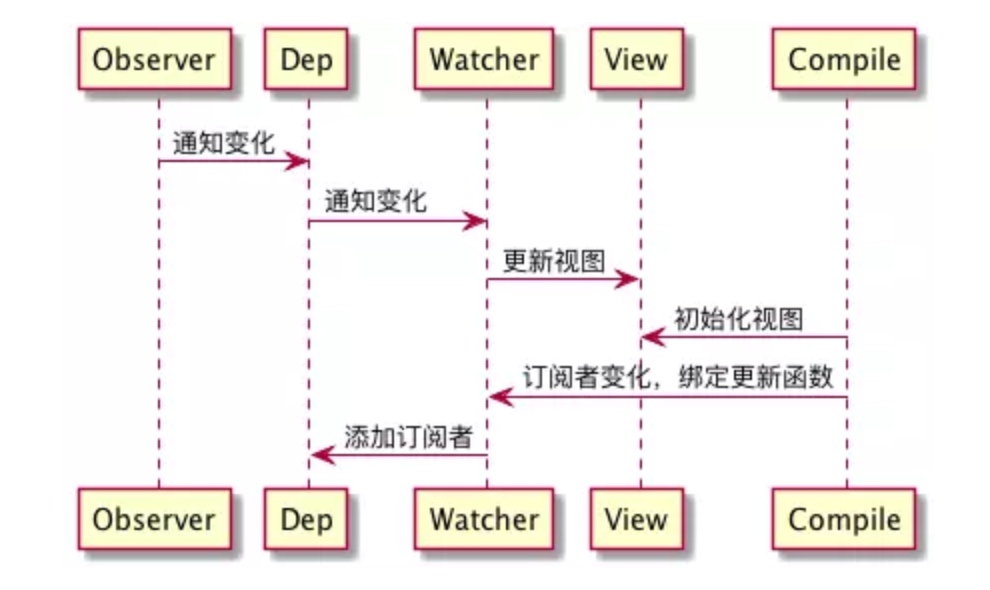 Observer Dep Watcher View Compile
通知变化
通知变化
更新视图
初始化视图
订阅者变化，绑定更新函数
添加订阅者
Observer Dep Watcher View Compile